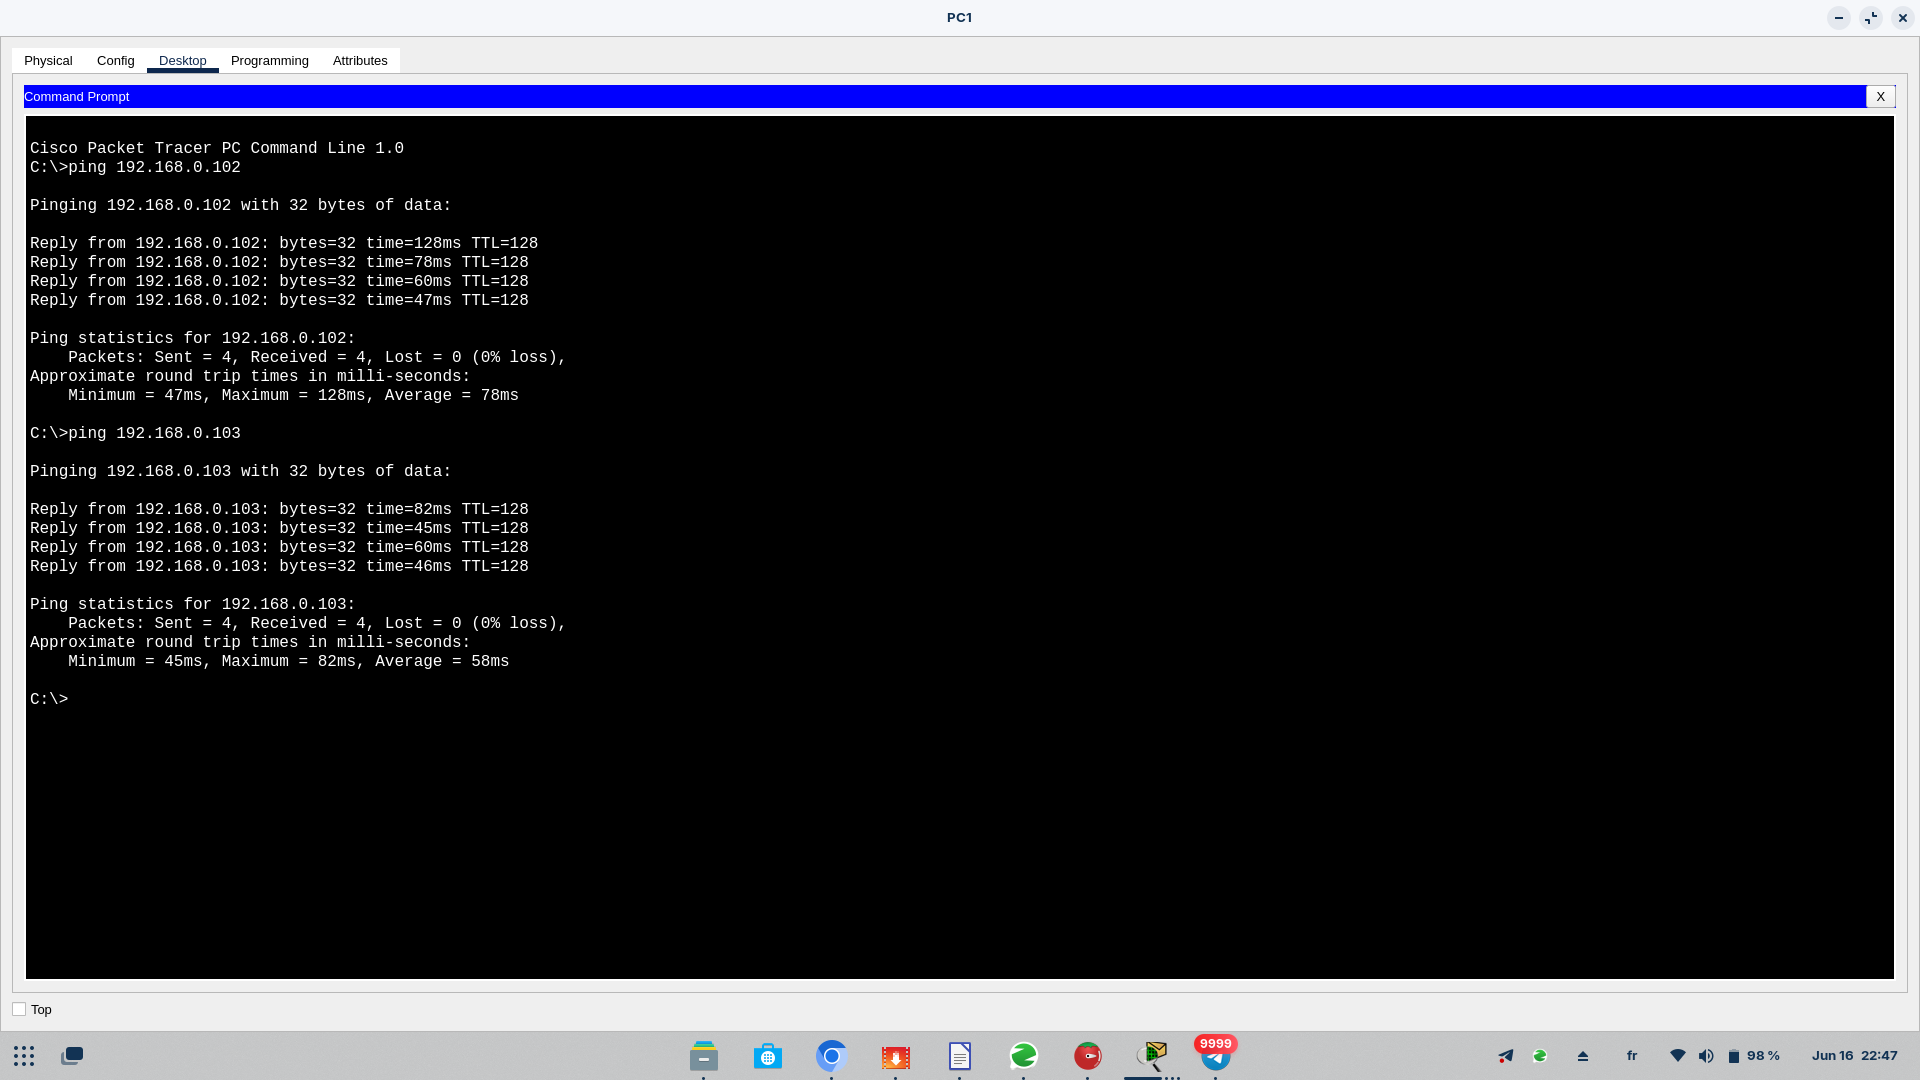 PC1
Physical Config Desktop Programming Attributes
Command Prompt X
Cisco Packet Tracer PC Command Line 1.0
C:\>ping 192.168.0.102
Pinging 192.168.0.102 with 32 bytes of data:
Reply from 192.168.0.102: bytes=32 time=128ms TTL=128
Reply from 192.168.0.102: bytes=32 time=78ms TTL=128
Reply from 192.168.0.102: bytes=32 time=60ms TTL=128
Reply from 192.168.0.102: bytes=32 time=47ms TTL=128
Ping statistics for 192.168.0.102:
    Packets: Sent = 4, Received = 4, Lost = 0 (0% loss),
Approximate round trip times in milli-seconds:
    Minimum = 47ms, Maximum = 128ms, Average = 78ms
C:\>ping 192.168.0.103
Pinging 192.168.0.103 with 32 bytes of data:
Reply from 192.168.0.103: bytes=32 time=82ms TTL=128
Reply from 192.168.0.103: bytes=32 time=45ms TTL=128
Reply from 192.168.0.103: bytes=32 time=60ms TTL=128
Reply from 192.168.0.103: bytes=32 time=46ms TTL=128
Ping statistics for 192.168.0.103:
    Packets: Sent = 4, Received = 4, Lost = 0 (0% loss),
Approximate round trip times in milli-seconds:
    Minimum = 45ms, Maximum = 82ms, Average = 58ms
C:\>
Top
9999
fr 98 % Jun 16 22:47